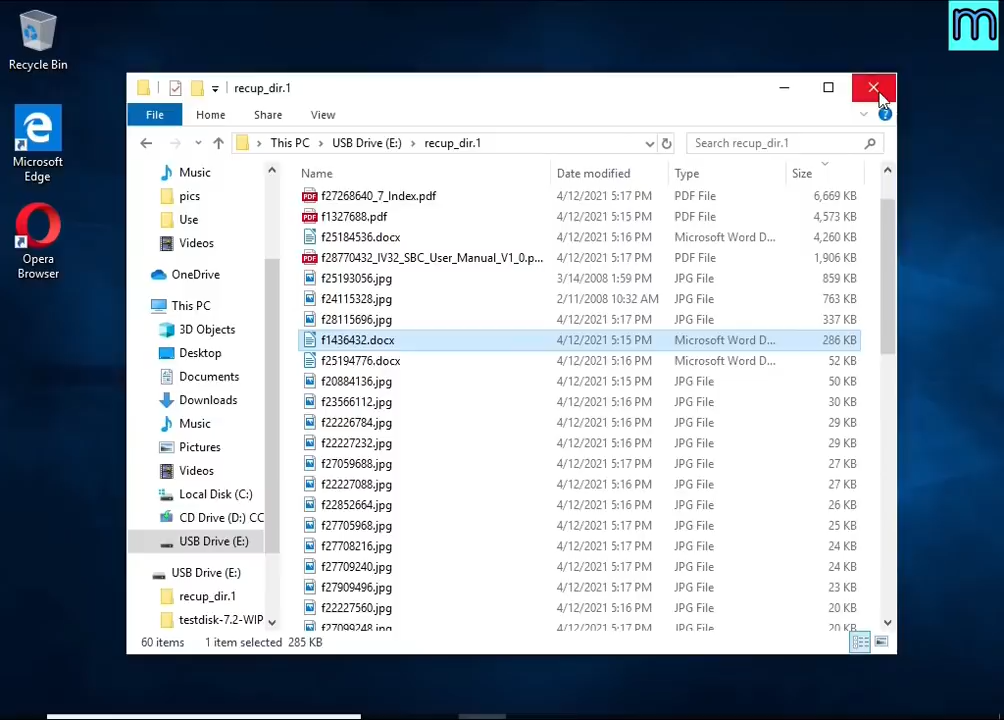 m
Recycle Bin
Microsoft
Edge
Opera
Browser
recup_dir.1
File Home Share View
This PC > USB Drive (E:) > recup_dir.1
Search recup_dir.1
Music
pics
Use
Videos
OneDrive
This PC
3D Objects
Desktop
Documents
Downloads
Music
Pictures
Videos
Local Disk (C:)
CD Drive (D:) CC
USB Drive (E:)
USB Drive (E:)
recup_dir.1
testdisk-7.2-WIP
Name Date modified Type Size
f27268640_7_Index.pdf 4/12/2021 5:17 PM PDF File 6,669 KB
f1327688.pdf 4/12/2021 5:15 PM PDF File 4,573 KB
f25184536.docx 4/12/2021 5:16 PM Microsoft Word D... 4,260 KB
f28770432_IV32_SBC_User_Manual_V1_0.p... 4/12/2021 5:17 PM PDF File 1,906 KB
f25193056.jpg 3/14/2008 1:59 PM JPG File 859 KB
f24115328.jpg 2/11/2008 10:32 AM JPG File 763 KB
f28115696.jpg 4/12/2021 5:17 PM JPG File 337 KB
f1436432.docx 4/12/2021 5:15 PM Microsoft Word D... 286 KB
f25194776.docx 4/12/2021 5:16 PM Microsoft Word D... 52 KB
f20884136.jpg 4/12/2021 5:15 PM JPG File 50 KB
f23566112.jpg 4/12/2021 5:16 PM JPG File 30 KB
f22226784.jpg 4/12/2021 5:16 PM JPG File 29 KB
f22227232.jpg 4/12/2021 5:16 PM JPG File 29 KB
f27059688.jpg 4/12/2021 5:17 PM JPG File 27 KB
f22227088.jpg 4/12/2021 5:16 PM JPG File 27 KB
f22852664.jpg 4/12/2021 5:16 PM JPG File 26 KB
f27705968.jpg 4/12/2021 5:17 PM JPG File 25 KB
f27708216.jpg 4/12/2021 5:17 PM JPG File 24 KB
f27709240.jpg 4/12/2021 5:17 PM JPG File 24 KB
f27909496.jpg 4/12/2021 5:17 PM JPG File 23 KB
f22227560.jpg 4/12/2021 5:16 PM JPG File 20 KB
f27099248.jpg 4/12/2021 5:17 PM JPG File 20 KB
60 items 1 item selected 285 KB